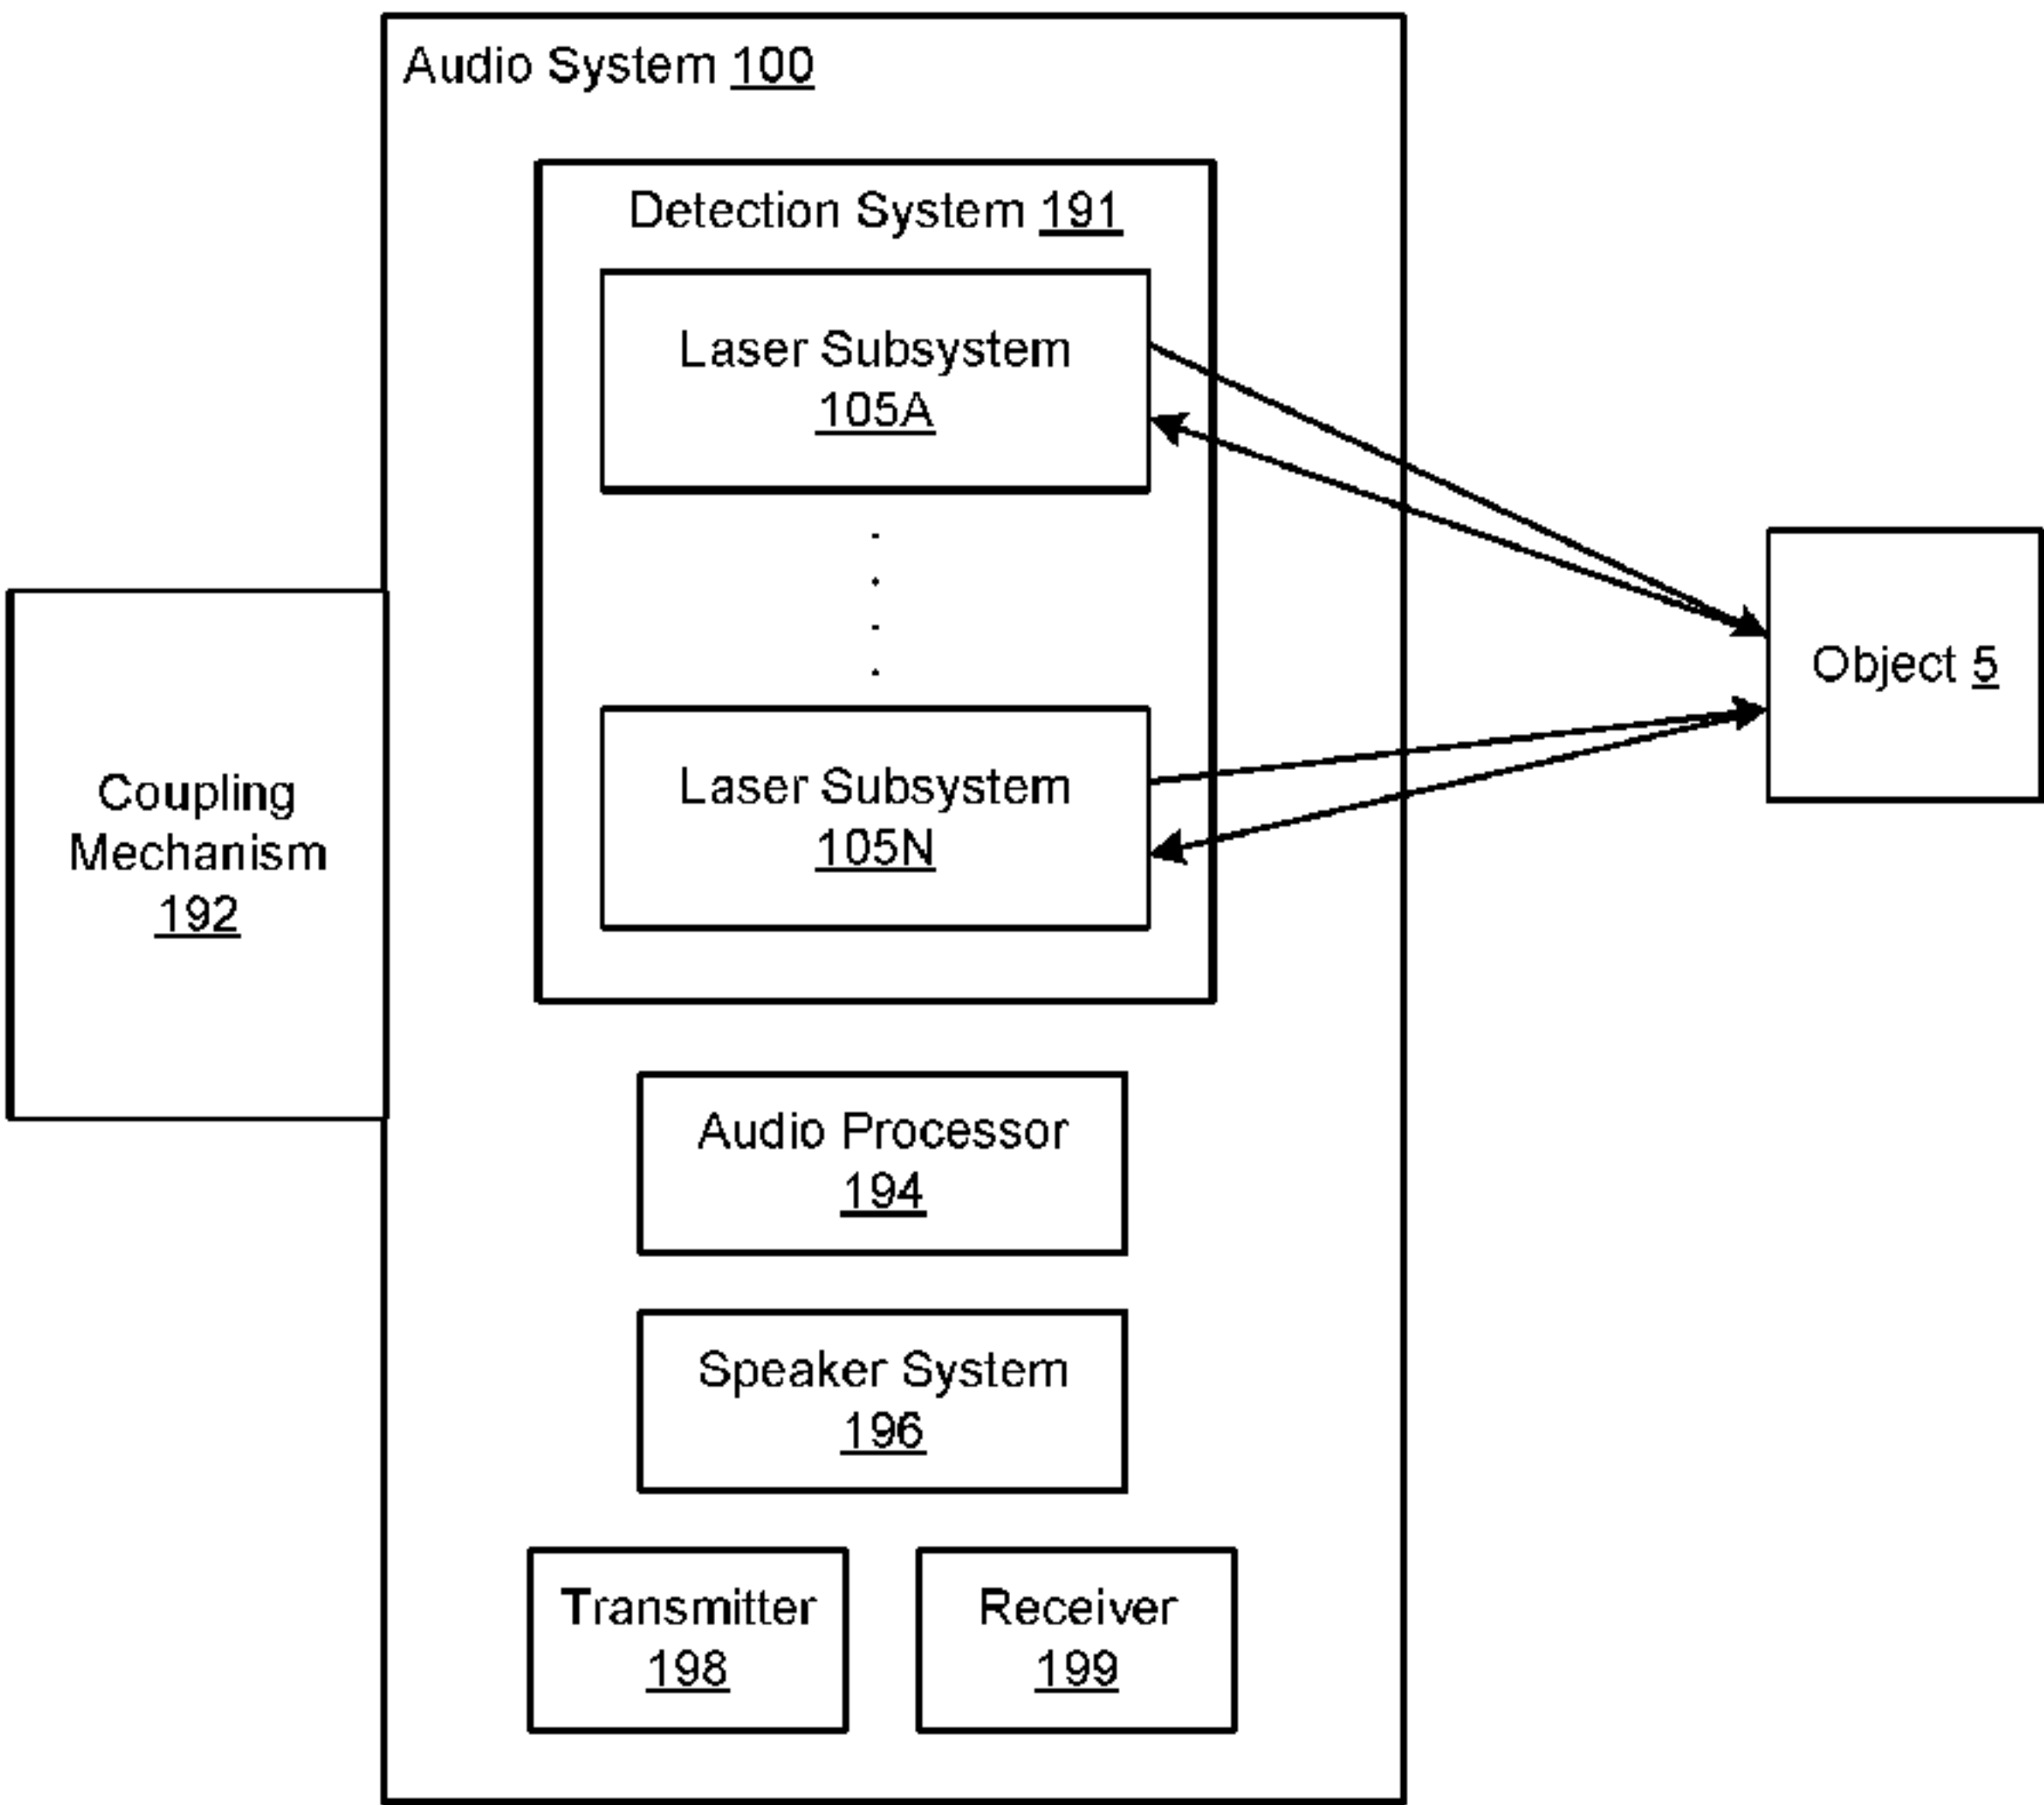 Audio System 100
Detection System 191
Laser Subsystem
105A
Laser Subsystem
105N
Object 5
Coupling
Mechanism
192
Audio Processor
194
Speaker System
196
Transmitter
198
Receiver
199